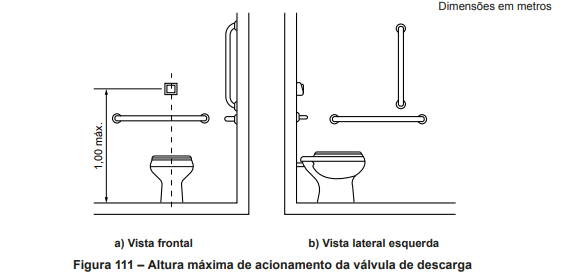 Dimensões em metros
1,00 máx.
a) Vista frontal
b) Vista lateral esquerda
Figura 111 – Altura máxima de acionamento da válvula de descarga